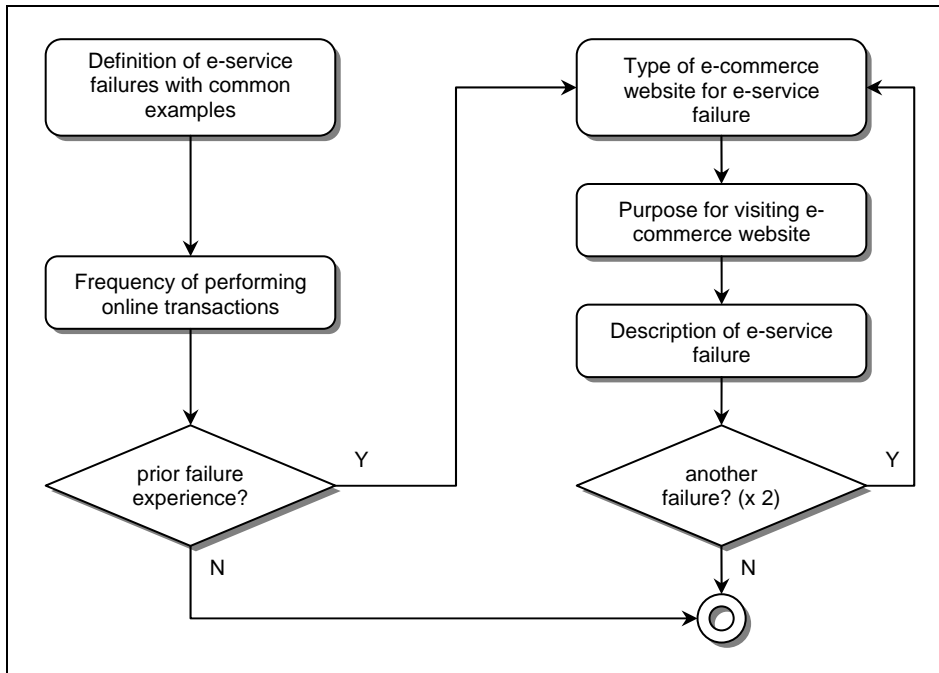 Definition of e-service
failures with common
examples
Frequency of performing
online transactions
prior failure
experience?
Y
N
Type of e-commerce
website for e-service
failure
Purpose for visiting e-
commerce website
Description of e-service
failure
another
failure? (x 2)
Y
N